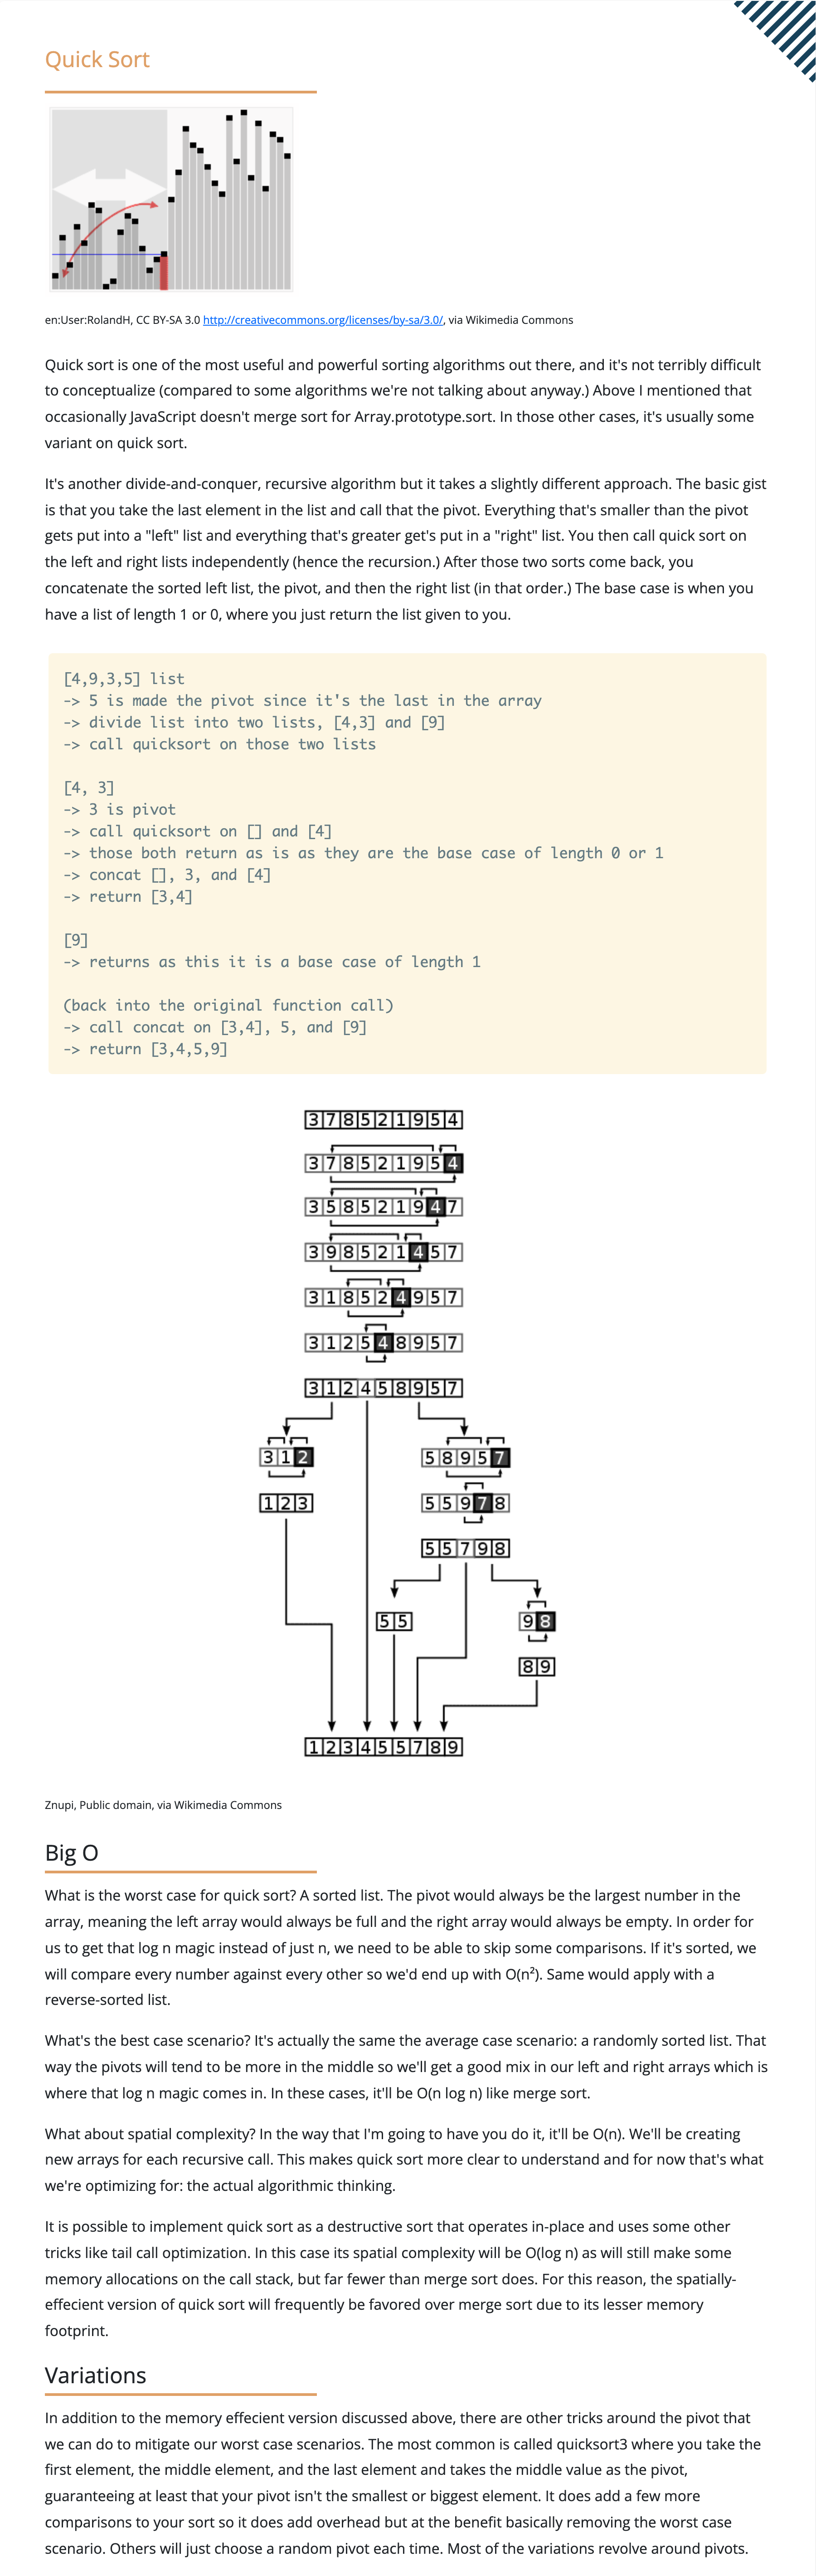 Quick Sort
en:User:RolandH, CC BY-SA 3.0 http://creativecommons.org/licenses/by-sa/3.0/, via Wikimedia Commons
Quick sort is one of the most useful and powerful sorting algorithms out there, and it's not terribly difficult
to conceptualize (compared to some algorithms we're not talking about anyway.) Above I mentioned that
occasionally JavaScript doesn't merge sort for Array.prototype.sort. In those other cases, it's usually some
variant on quick sort.
It's another divide-and-conquer, recursive algorithm but it takes a slightly different approach. The basic gist
is that you take the last element in the list and call that the pivot. Everything that's smaller than the pivot
gets put into a "left" list and everything that's greater get's put in a "right" list. You then call quick sort on
the left and right lists independently (hence the recursion.) After those two sorts come back, you
concatenate the sorted left list, the pivot, and then the right list (in that order.) The base case is when you
have a list of length 1 or 0, where you just return the list given to you.
[4,9,3,5] list
-> 5 is made the pivot since it's the last in the array
-> divide list into two lists, [4,3] and [9]
-> call quicksort on those two lists
[4, 3]
-> 3 is pivot
-> call quicksort on [] and [4]
-> those both return as is as they are the base case of length 0 or 1
-> concat [], 3, and [4]
-> return [3,4]
[9]
-> returns as this it is a base case of length 1
(back into the original function call)
-> call concat on [3,4], 5, and [9]
-> return [3,4,5,9]
3 7 8 5 2 1 9 5 4
3 7 8 5 2 1 9 5 4
3 5 8 5 2 1 9 4 7
3 9 8 5 2 1 4 5 7
3 1 8 5 2 4 9 5 7
3 1 2 5 4 8 9 5 7
3 1 2 4 5 8 9 5 7
3 1 2 5 8 9 5 7
1 2 3 5 5 9 7 8
5 5 7 9 8
5 5 9 8
8 9
1 2 3 4 5 5 7 8 9
Znupi, Public domain, via Wikimedia Commons
Big O
What is the worst case for quick sort? A sorted list. The pivot would always be the largest number in the
array, meaning the left array would always be full and the right array would always be empty. In order for
us to get that log n magic instead of just n, we need to be able to skip some comparisons. If it's sorted, we
will compare every number against every other so we'd end up with O(n²). Same would apply with a
reverse-sorted list.
What's the best case scenario? It's actually the same the average case scenario: a randomly sorted list. That
way the pivots will tend to be more in the middle so we'll get a good mix in our left and right arrays which is
where that log n magic comes in. In these cases, it'll be O(n log n) like merge sort.
What about spatial complexity? In the way that I'm going to have you do it, it'll be O(n). We'll be creating
new arrays for each recursive call. This makes quick sort more clear to understand and for now that's what
we're optimizing for: the actual algorithmic thinking.
It is possible to implement quick sort as a destructive sort that operates in-place and uses some other
tricks like tail call optimization. In this case its spatial complexity will be O(log n) as will still make some
memory allocations on the call stack, but far fewer than merge sort does. For this reason, the spatially-
effecient version of quick sort will frequently be favored over merge sort due to its lesser memory
footprint.
Variations
In addition to the memory effecient version discussed above, there are other tricks around the pivot that
we can do to mitigate our worst case scenarios. The most common is called quicksort3 where you take the
first element, the middle element, and the last element and takes the middle value as the pivot,
guaranteeing at least that your pivot isn't the smallest or biggest element. It does add a few more
comparisons to your sort so it does add overhead but at the benefit basically removing the worst case
scenario. Others will just choose a random pivot each time. Most of the variations revolve around pivots.